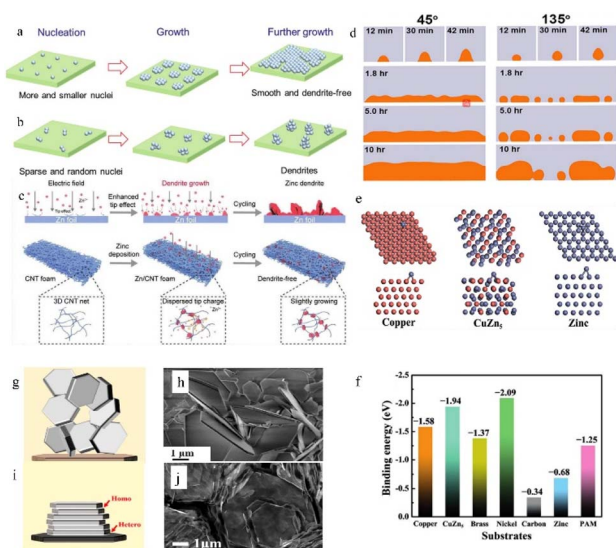 a
Nucleation
Growth
Further growth
More and smaller nuclei
Smooth and dendrite-free
b
Sparse and random nuclei
Dendrites
c
Electric field
Enhanced
tip effect
Dendrite growth
Cycling
Zinc dendrite
Zn foil
Zn foil
Zn foil
Zinc
deposition
Cycling
CNT foam
Zn/CNT foam
Dendrite-free
3D CNT net
Dispersed tip charge
Zn²⁺
Slightly growing
d
45°
135°
12 min
30 min
42 min
12 min
30 min
42 min
1.8 hr
1.8 hr
5.0 hr
5.0 hr
10 hr
10 hr
e
Copper
CuZn₅
Zinc
f
Binding energy (eV)
-2.5
-2.0
-1.5
-1.0
-0.5
0.0
−1.58
−1.94
−1.37
−2.09
−0.34
−0.68
−1.25
Copper
CuZn₅
Brass
Nickel
Carbon
Zinc
PAM
Substrates
g
h
1 μm
i
Homo
Hetero
j
1μm